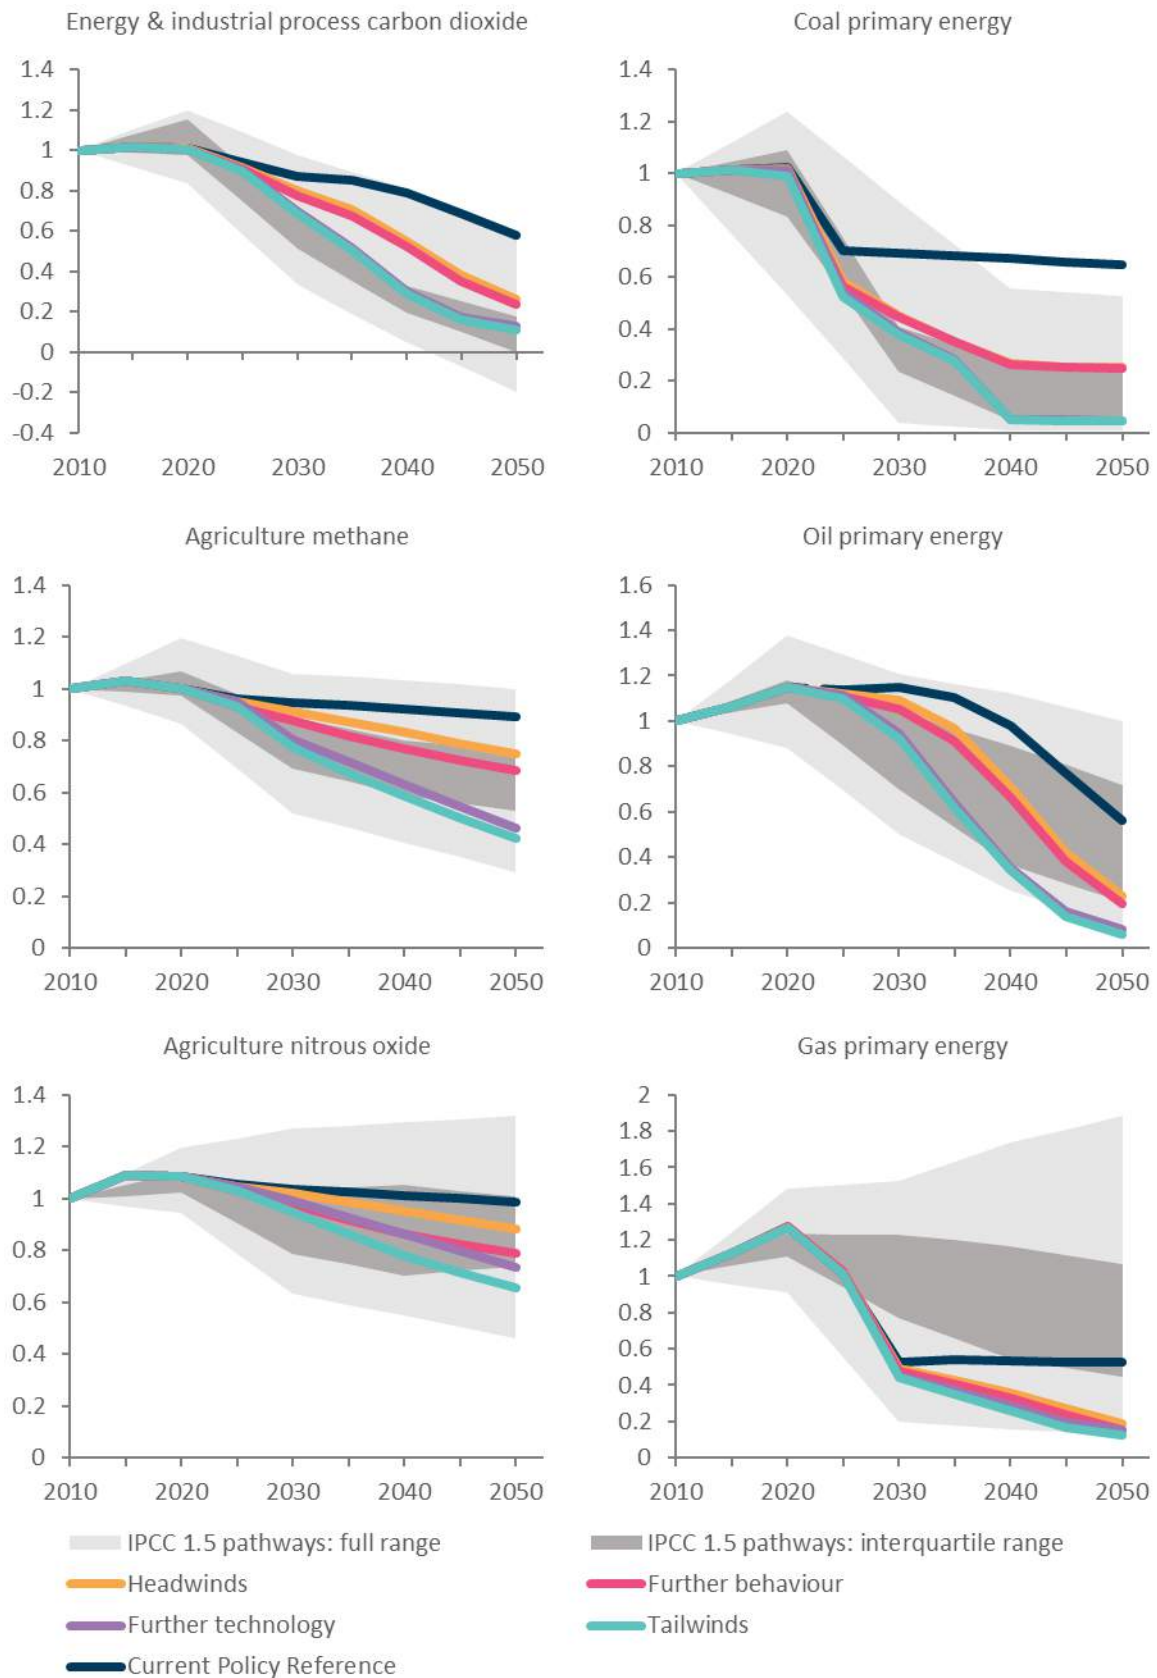 Energy & industrial process carbon dioxide
1.4
1.2
1
0.8
0.6
0.4
0.2
0
-0.2
-0.4
2010 2020 2030 2040 2050
Coal primary energy
1.4
1.2
1
0.8
0.6
0.4
0.2
0
2010 2020 2030 2040 2050
Agriculture methane
1.4
1.2
1
0.8
0.6
0.4
0.2
0
2010 2020 2030 2040 2050
Oil primary energy
1.6
1.4
1.2
1
0.8
0.6
0.4
0.2
0
2010 2020 2030 2040 2050
Agriculture nitrous oxide
1.4
1.2
1
0.8
0.6
0.4
0.2
0
2010 2020 2030 2040 2050
Gas primary energy
2
1.8
1.6
1.4
1.2
1
0.8
0.6
0.4
0.2
0
2010 2020 2030 2040 2050
IPCC 1.5 pathways: full range
IPCC 1.5 pathways: interquartile range
Headwinds
Further behaviour
Further technology
Tailwinds
Current Policy Reference